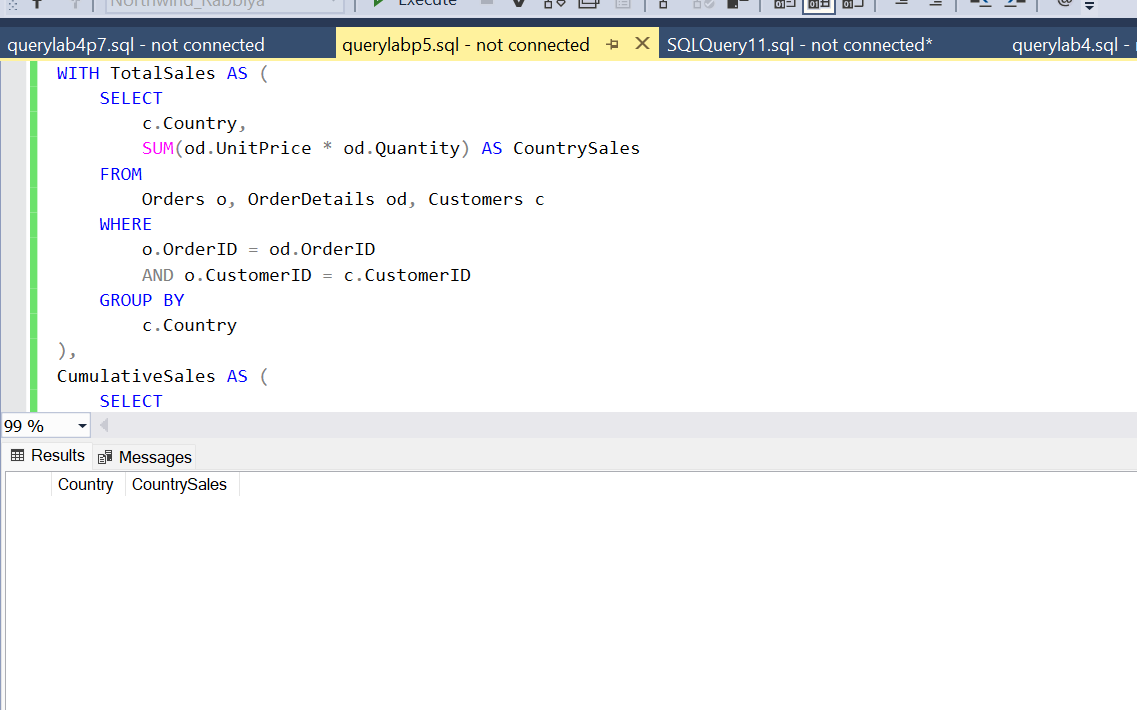 Northwind_Rabbiya Execute
querylab4p7.sql - not connected querylabp5.sql - not connected SQLQuery11.sql - not connected* querylab4.sql -
WITH TotalSales AS (
SELECT
c.Country,
SUM(od.UnitPrice * od.Quantity) AS CountrySales
FROM
Orders o, OrderDetails od, Customers c
WHERE
o.OrderID = od.OrderID
AND o.CustomerID = c.CustomerID
GROUP BY
c.Country
),
CumulativeSales AS (
SELECT
99 %
Results Messages
Country CountrySales